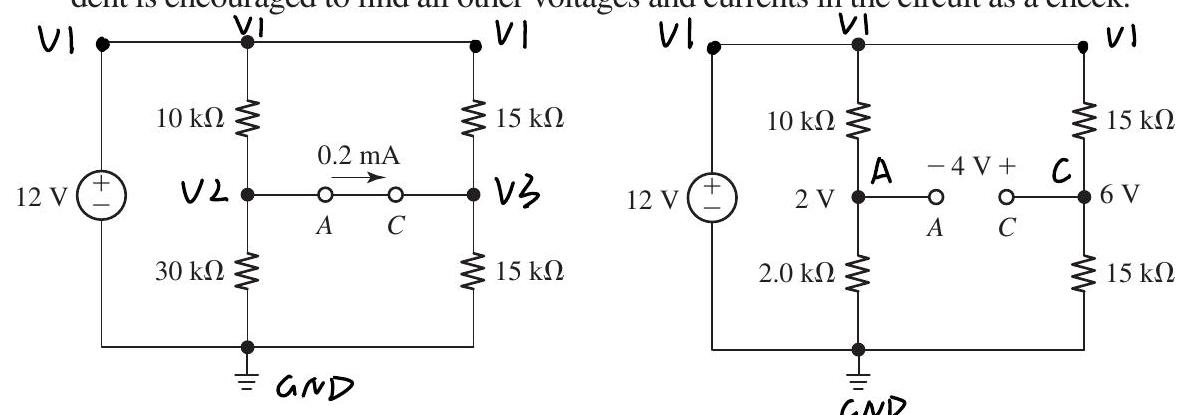 dent is encouraged to find all other voltages and currents in the circuit as a check.
V1 V1 V1
10 kΩ 15 kΩ
0.2 mA
12 V + − V2 V3
A C
30 kΩ 15 kΩ
GND
V1 V1 V1
10 kΩ 15 kΩ
A − 4 V + C
12 V + − 2 V 6 V
A C
2.0 kΩ 15 kΩ
GND